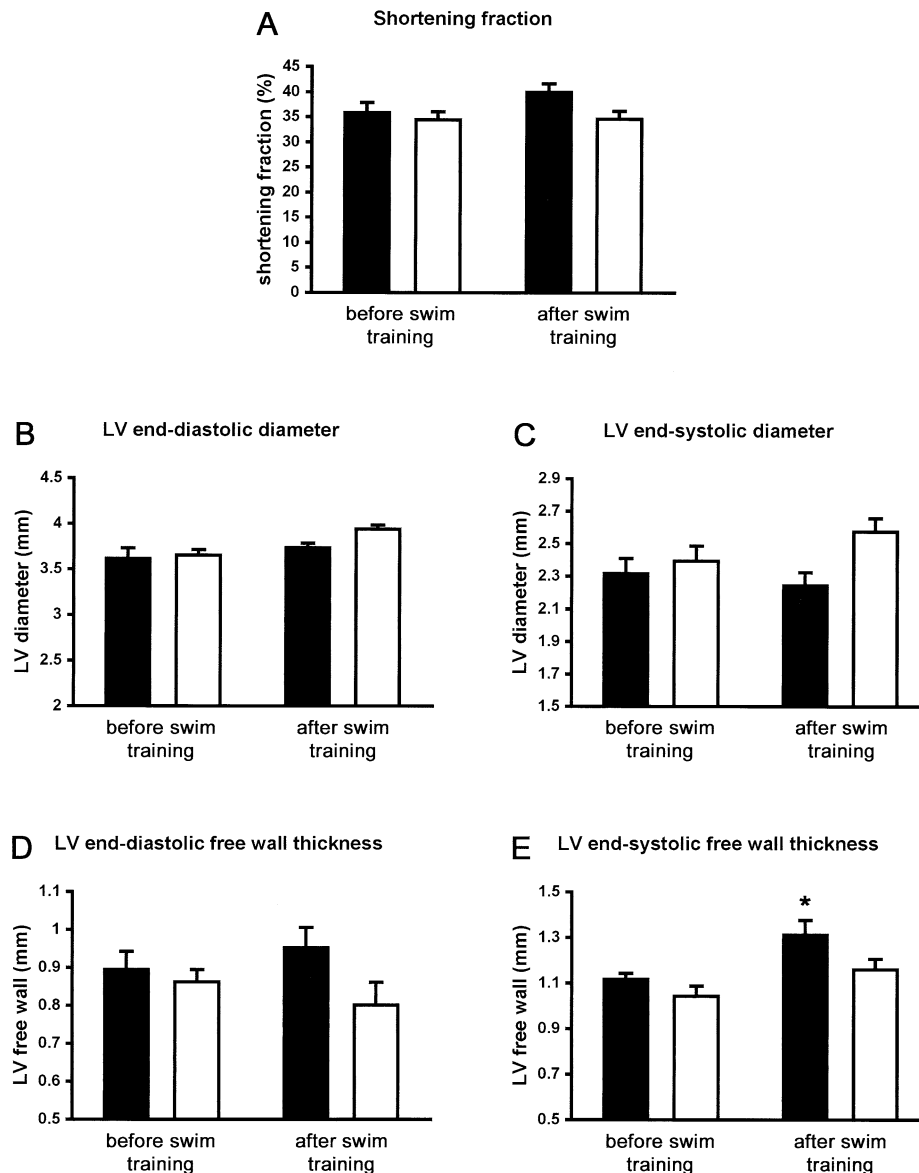 A
Shortening fraction
shortening fraction (%)
45
40
35
30
25
20
15
10
5
0
before swim training
after swim training
B
LV end-diastolic diameter
LV diameter (mm)
4.5
4
3.5
3
2.5
2
before swim training
after swim training
C
LV end-systolic diameter
LV diameter (mm)
2.9
2.7
2.5
2.3
2.1
1.9
1.7
1.5
before swim training
after swim training
D
LV end-diastolic free wall thickness
LV free wall (mm)
1.1
1
0.9
0.8
0.7
0.6
0.5
before swim training
after swim training
E
LV end-systolic free wall thickness
LV free wall (mm)
1.5
1.3
1.1
0.9
0.7
0.5
*
before swim training
after swim training